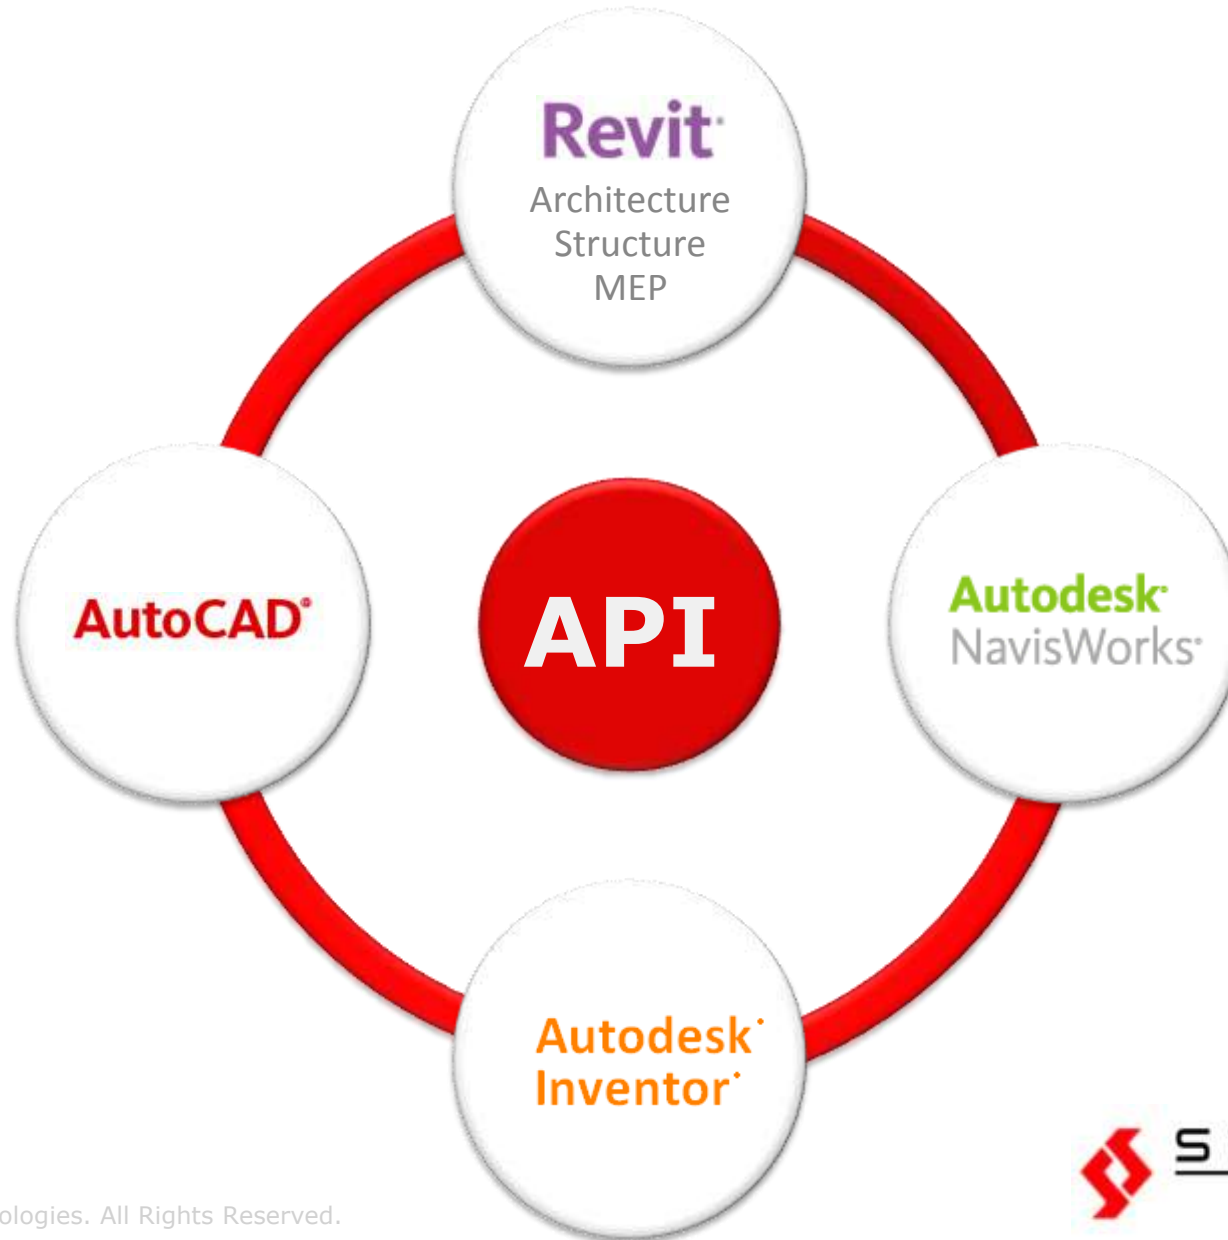 Revit
Architecture
Structure
MEP
AutoCAD®
API
Autodesk
NavisWorks
Autodesk
Inventor
S
ologies. All Rights Reserved.